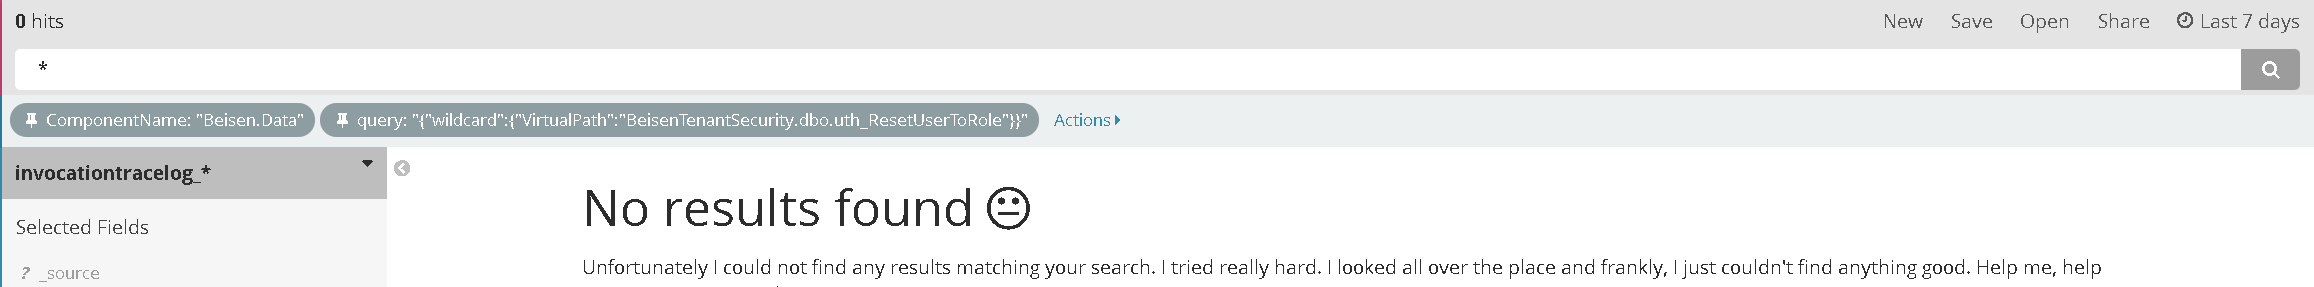 0 hits New Save Open Share Last 7 days
*
ComponentName: "Beisen.Data" query: "{"wildcard":{"VirtualPath":"BeisenTenantSecurity.dbo.uth_ResetUserToRole"}}" Actions
invocationtracelog_*
No results found
Selected Fields
? _source
Unfortunately I could not find any results matching your search. I tried really hard. I looked all over the place and frankly, I just couldn't find anything good. Help me, help